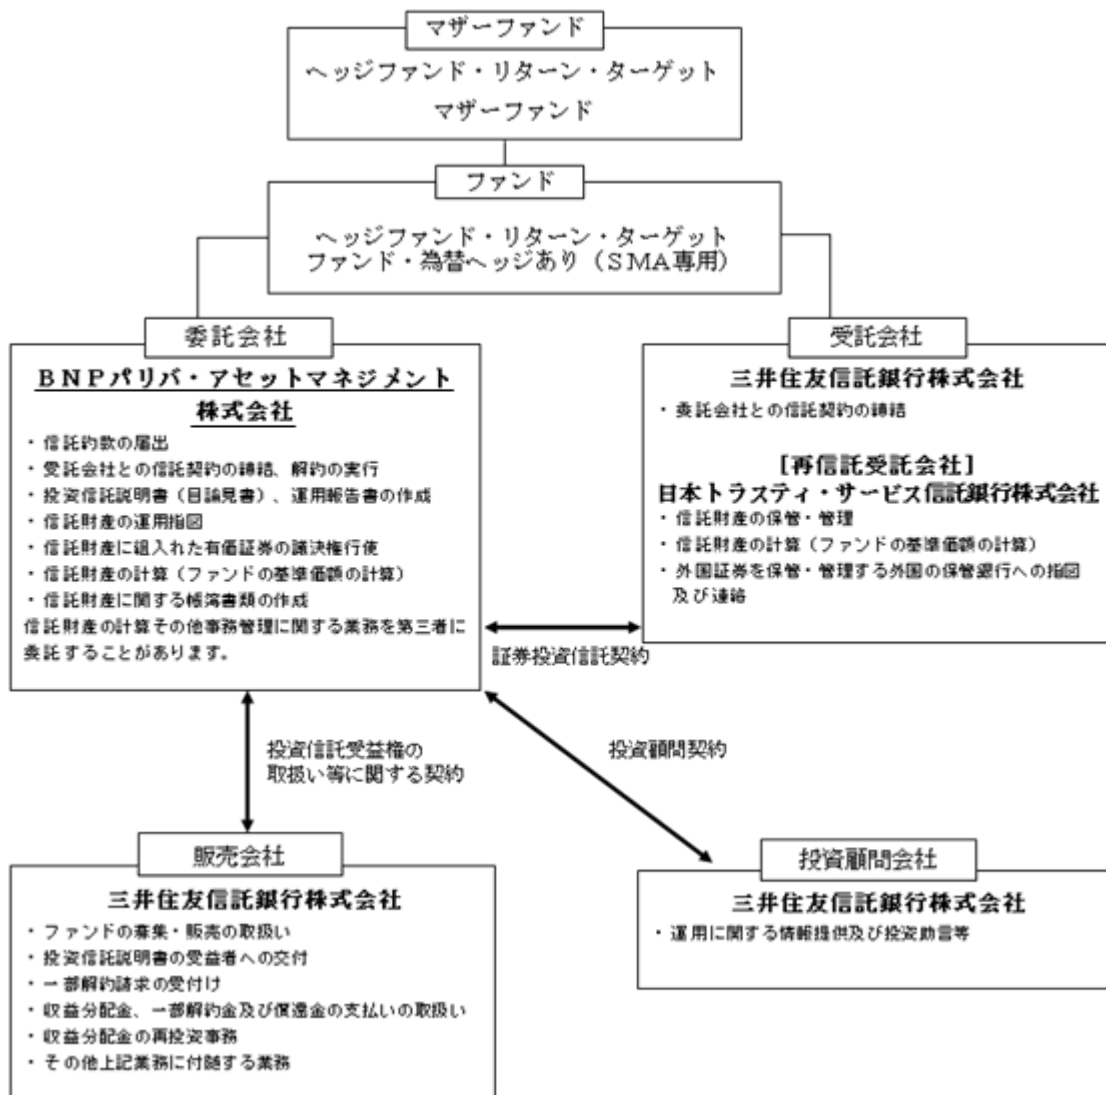 マザーファンド
ヘッジファンド・リターン・ターゲット
マザーファンド
ファンド
ヘッジファンド・リターン・ターゲット
ファンド・為替ヘッジあり（ＳＭＡ専用）
委託会社
ＢＮＰパリバ・アセットマネジメント
株式会社
・信託約款の届出
・受託会社との信託契約の締結、解約の実行
・投資信託説明書（目論見書）、運用報告書の作成
・信託財産の運用指図
・信託財産に組入れた有価証券の議決権行使
・信託財産の計算（ファンドの基準価額の計算）
・信託財産に関する帳簿書類の作成
信託財産の計算その他事務管理に関する業務を第三者に
委託することがあります。
受託会社
三井住友信託銀行株式会社
・委託会社との信託契約の締結
［再信託受託会社］
日本トラスティ・サービス信託銀行株式会社
・信託財産の保管・管理
・信託財産の計算（ファンドの基準価額の計算）
・外国証券を保管・管理する外国の保管銀行への指図
及び連絡
証券投資信託契約
投資信託受益権の
取扱い等に関する契約
投資顧問契約
販売会社
三井住友信託銀行株式会社
・ファンドの募集・販売の取扱い
・投資信託説明書の受益者への交付
・一部解約請求の受付け
・収益分配金、一部解約金及び償還金の支払いの取扱い
・収益分配金の再投資事務
・その他上記業務に付随する業務
投資顧問会社
三井住友信託銀行株式会社
・運用に関する情報提供及び投資助言等